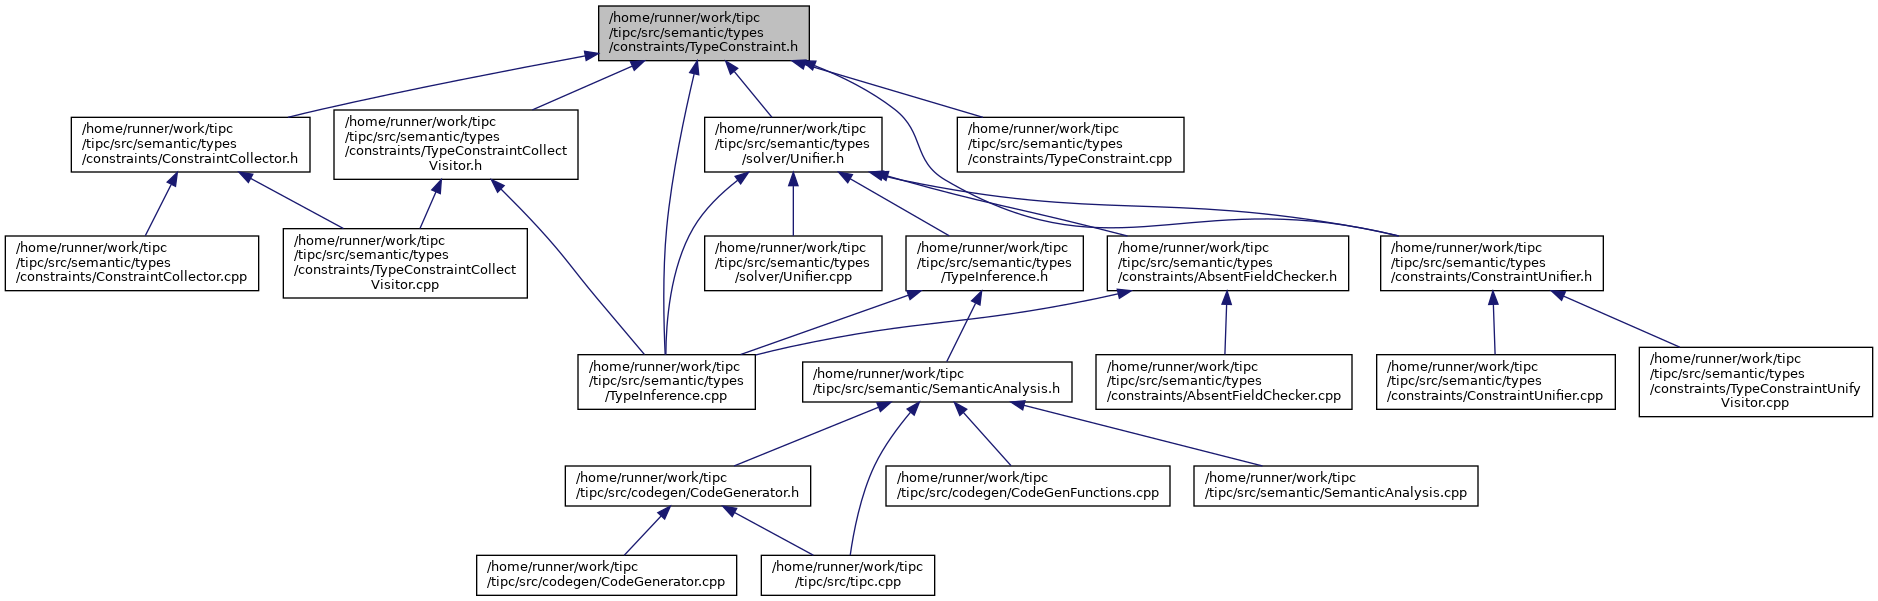 /home/runner/work/tipc
/tipc/src/semantic/types
/constraints/TypeConstraint.h
/home/runner/work/tipc
/tipc/src/semantic/types
/constraints/ConstraintCollector.h
/home/runner/work/tipc
/tipc/src/semantic/types
/constraints/TypeConstraintCollect
Visitor.h
/home/runner/work/tipc
/tipc/src/semantic/types
/solver/Unifier.h
/home/runner/work/tipc
/tipc/src/semantic/types
/constraints/TypeConstraint.cpp
/home/runner/work/tipc
/tipc/src/semantic/types
/constraints/ConstraintCollector.cpp
/home/runner/work/tipc
/tipc/src/semantic/types
/constraints/TypeConstraintCollect
Visitor.cpp
/home/runner/work/tipc
/tipc/src/semantic/types
/solver/Unifier.cpp
/home/runner/work/tipc
/tipc/src/semantic/types
/TypeInference.h
/home/runner/work/tipc
/tipc/src/semantic/types
/constraints/AbsentFieldChecker.h
/home/runner/work/tipc
/tipc/src/semantic/types
/constraints/ConstraintUnifier.h
/home/runner/work/tipc
/tipc/src/semantic/types
/TypeInference.cpp
/home/runner/work/tipc
/tipc/src/semantic/SemanticAnalysis.h
/home/runner/work/tipc
/tipc/src/semantic/types
/constraints/AbsentFieldChecker.cpp
/home/runner/work/tipc
/tipc/src/semantic/types
/constraints/ConstraintUnifier.cpp
/home/runner/work/tipc
/tipc/src/semantic/types
/constraints/TypeConstraintUnify
Visitor.cpp
/home/runner/work/tipc
/tipc/src/codegen/CodeGenerator.h
/home/runner/work/tipc
/tipc/src/codegen/CodeGenFunctions.cpp
/home/runner/work/tipc
/tipc/src/semantic/SemanticAnalysis.cpp
/home/runner/work/tipc
/tipc/src/codegen/CodeGenerator.cpp
/home/runner/work/tipc
/tipc/src/tipc.cpp